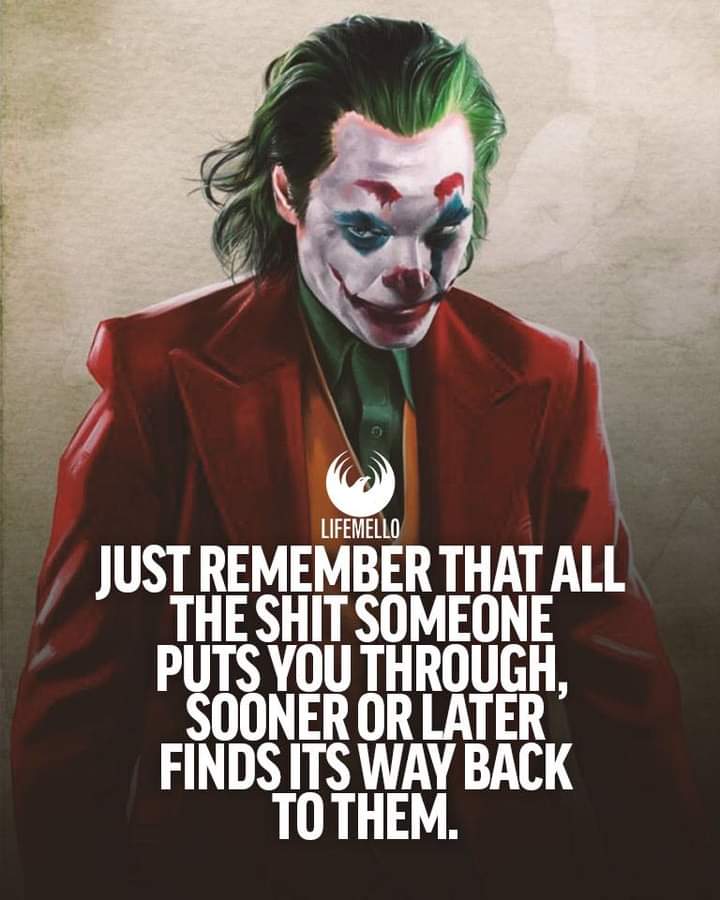 LIFEMELLO
JUST REMEMBER THAT ALL
THE SHIT SOMEONE
PUTS YOU THROUGH,
SOONER OR LATER
FINDS ITS WAY BACK
TO THEM.